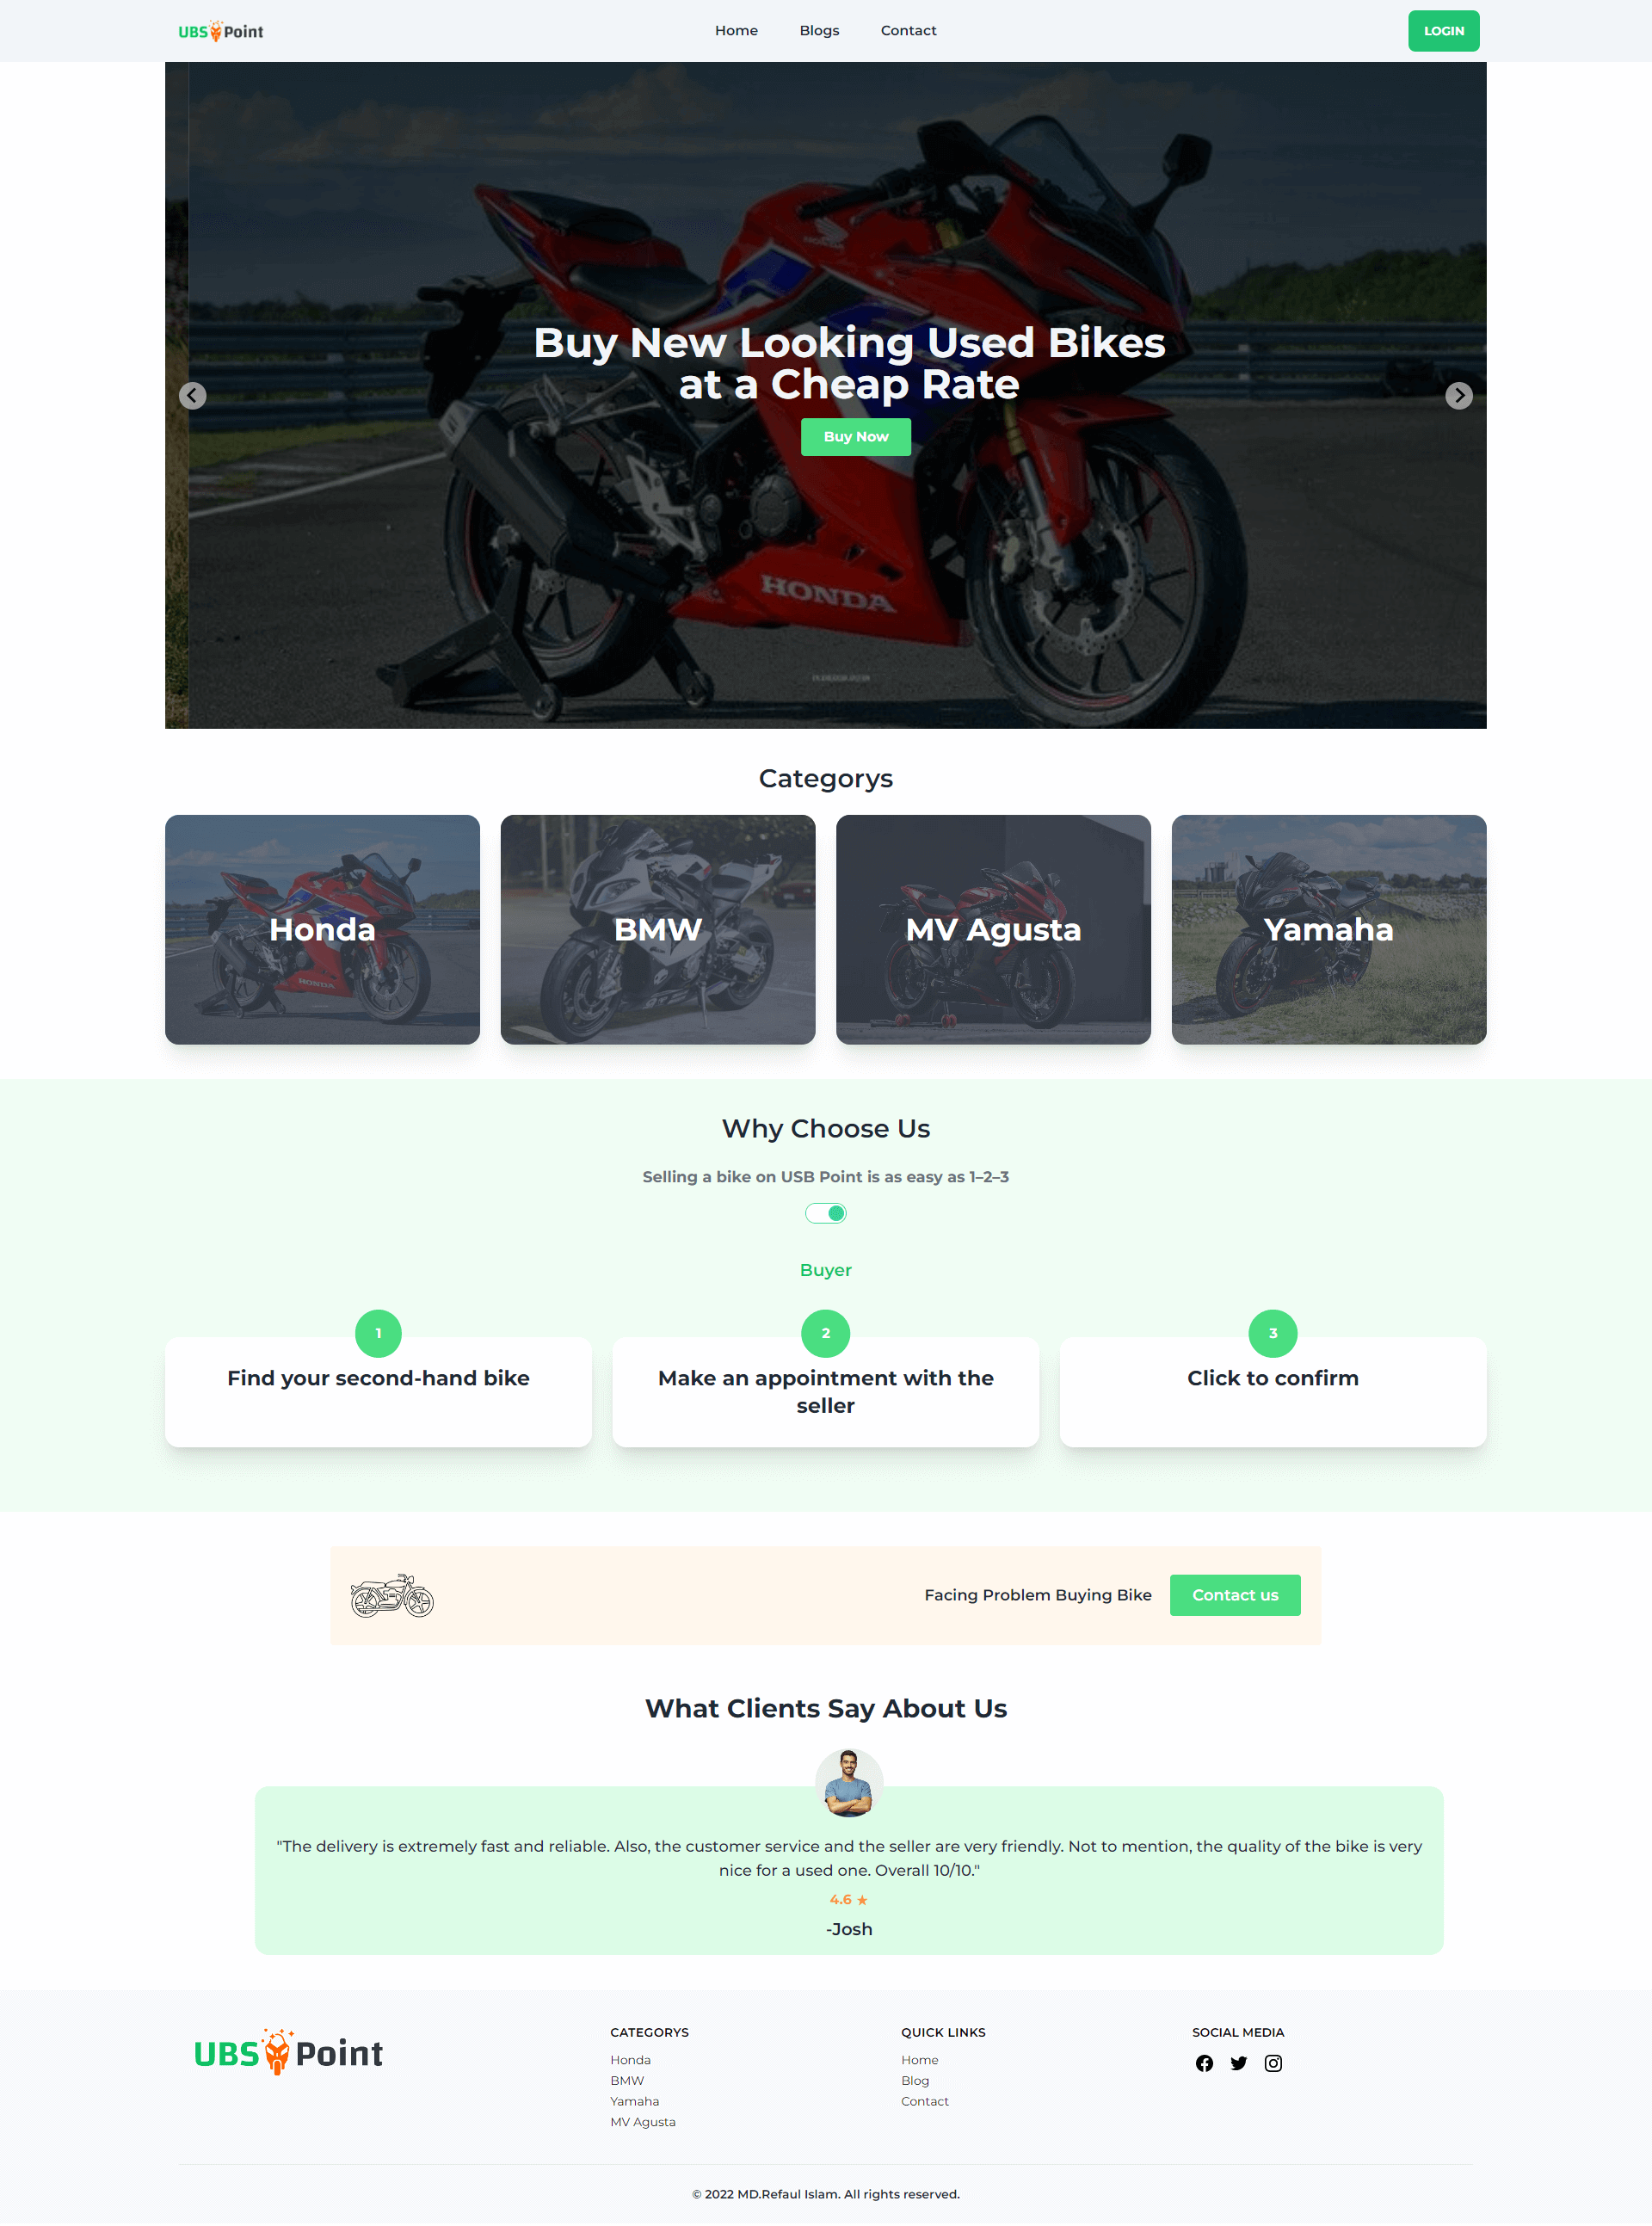 UBS Point
Home
Blogs
Contact
LOGIN
HONDA
Buy New Looking Used Bikes
at a Cheap Rate
Buy Now
HONDA
Categorys
Honda
BMW
MV Agusta
Yamaha
HONDA
Why Choose Us
Selling a bike on USB Point is as easy as 1–2–3
Buyer
1
2
3
Find your second-hand bike
Make an appointment with the
seller
Click to confirm
Facing Problem Buying Bike
Contact us
What Clients Say About Us
"The delivery is extremely fast and reliable. Also, the customer service and the seller are very friendly. Not to mention, the quality of the bike is very
nice for a used one. Overall 10/10."
4.6 ★
-Josh
UBS Point
CATEGORYS
Honda
BMW
Yamaha
MV Agusta
QUICK LINKS
Home
Blog
Contact
SOCIAL MEDIA
© 2022 MD.Refaul Islam. All rights reserved.